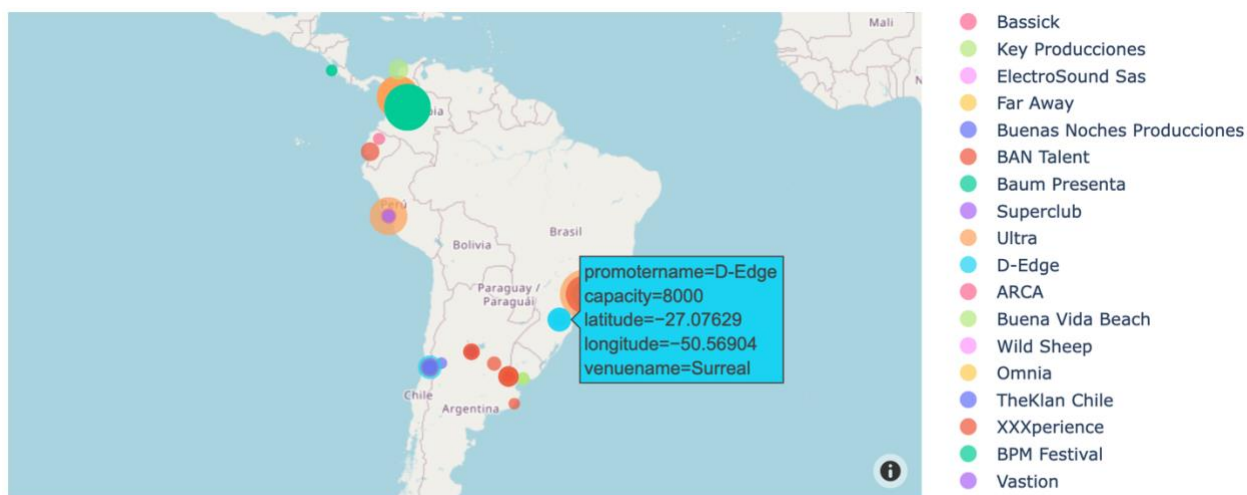 Mali
N
bia
Perú
Brasil
Bolivia
Paraguay /
Paraguái
Chile
Argentina
promotername=D-Edge
capacity=8000
latitude=−27.07629
longitude=−50.56904
venuename=Surreal
i
Bassick
Key Producciones
ElectroSound Sas
Far Away
Buenas Noches Producciones
BAN Talent
Baum Presenta
Superclub
Ultra
D-Edge
ARCA
Buena Vida Beach
Wild Sheep
Omnia
TheKlan Chile
XXXperience
BPM Festival
Vastion